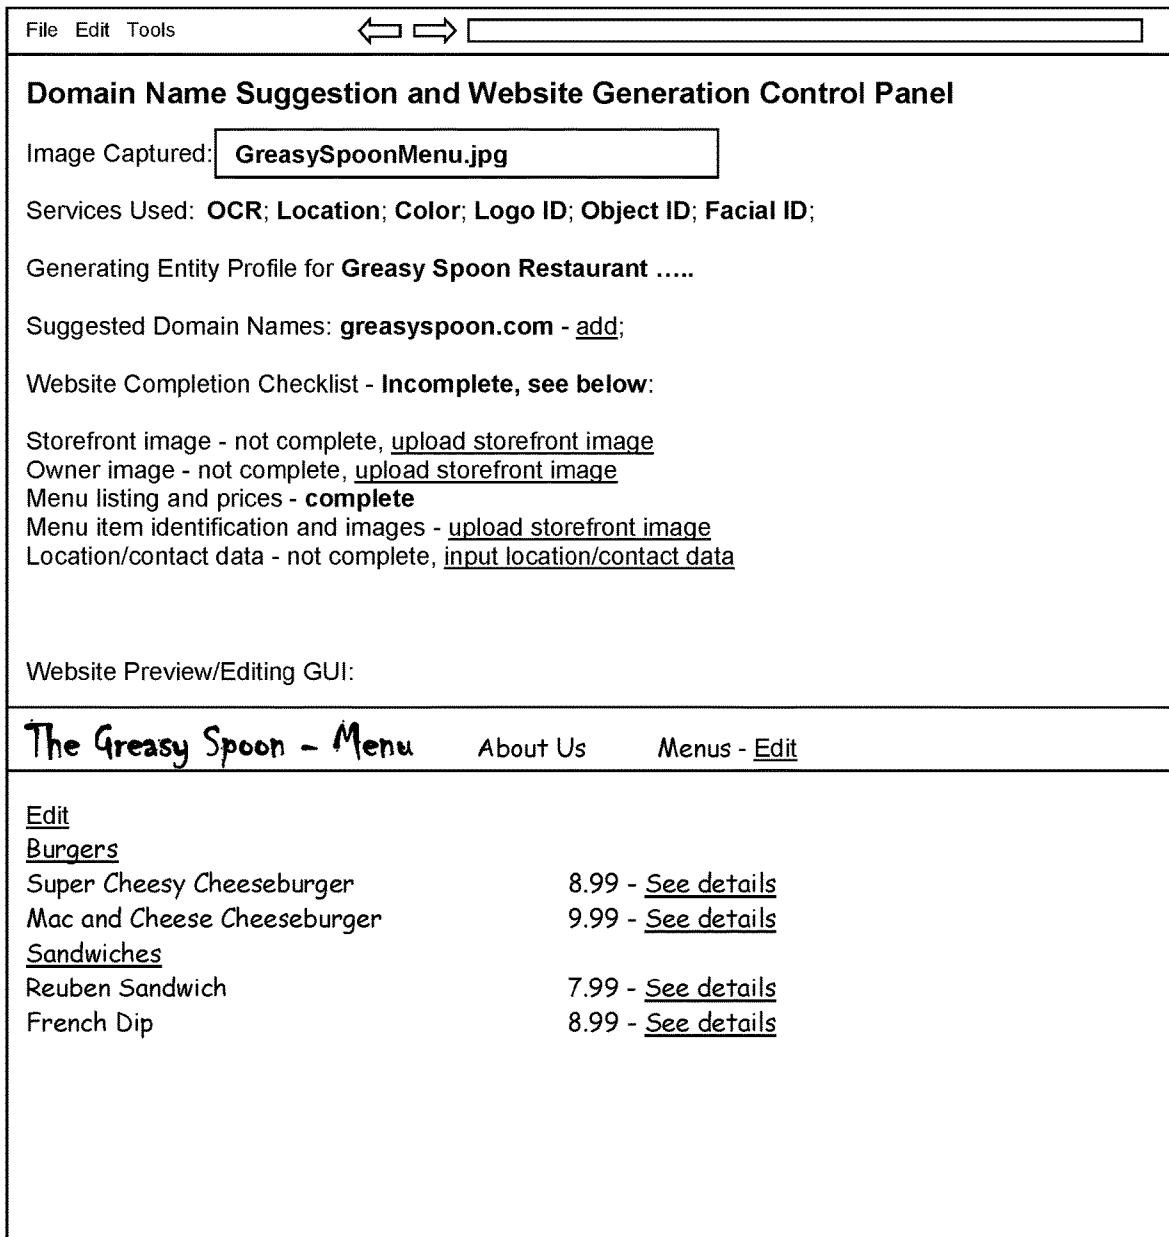 File Edit Tools
Domain Name Suggestion and Website Generation Control Panel
Image Captured: GreasySpoonMenu.jpg
Services Used: OCR; Location; Color; Logo ID; Object ID; Facial ID;
Generating Entity Profile for Greasy Spoon Restaurant .....
Suggested Domain Names: greasyspoon.com - add;
Website Completion Checklist - Incomplete, see below:
Storefront image - not complete, upload storefront image
Owner image - not complete, upload storefront image
Menu listing and prices - complete
Menu item identification and images - upload storefront image
Location/contact data - not complete, input location/contact data
Website Preview/Editing GUI:
The Greasy Spoon - Menu About Us Menus - Edit
Edit
Burgers
Super Cheesy Cheeseburger 8.99 - See details
Mac and Cheese Cheeseburger 9.99 - See details
Sandwiches
Reuben Sandwich 7.99 - See details
French Dip 8.99 - See details